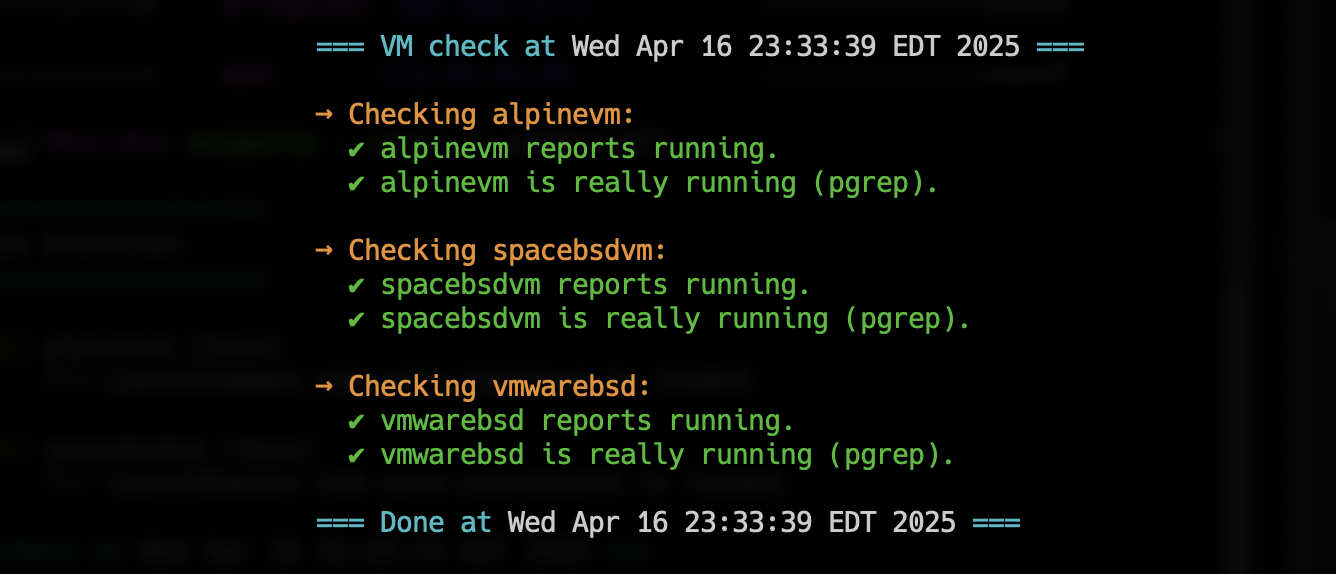 === VM check at Wed Apr 16 23:33:39 EDT 2025 ===
→ Checking alpinevm:
✔ alpinevm reports running.
✔ alpinevm is really running (pgrep).
→ Checking spacebsdvm:
✔ spacebsdvm reports running.
✔ spacebsdvm is really running (pgrep).
→ Checking vmwarebsd:
✔ vmwarebsd reports running.
✔ vmwarebsd is really running (pgrep).
=== Done at Wed Apr 16 23:33:39 EDT 2025 ===